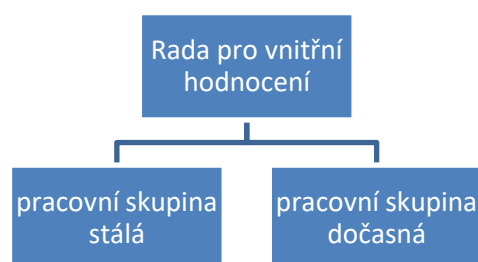 Rada pro vnitřní
hodnocení
pracovní skupina
stálá
pracovní skupina
dočasná